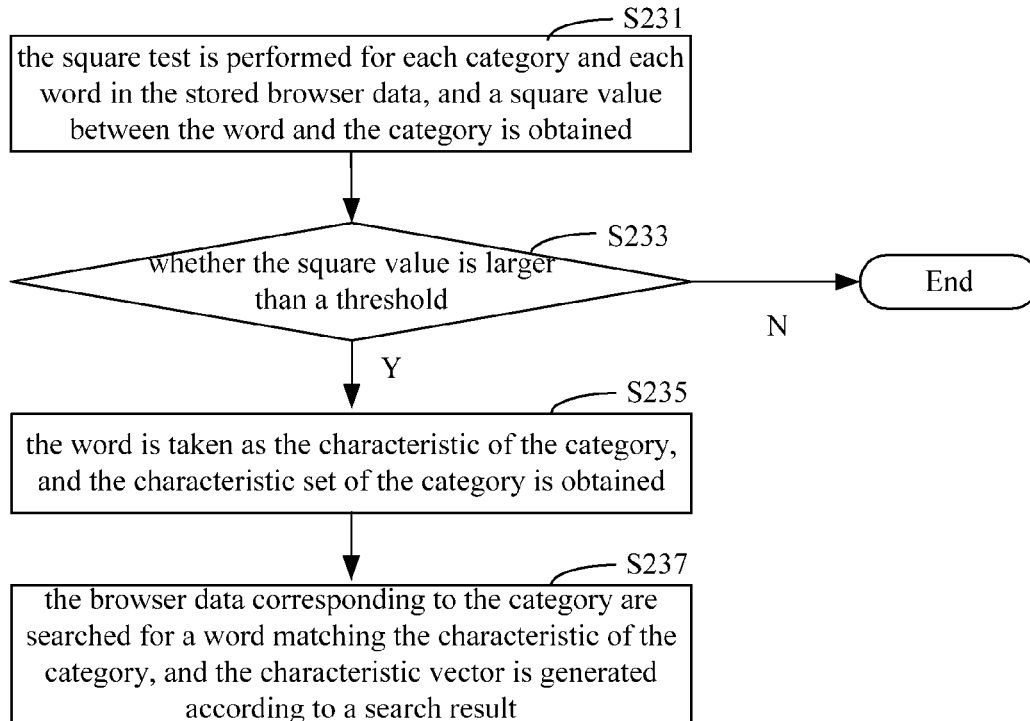 S231
the square test is performed for each category and each
word in the stored browser data, and a square value
between the word and the category is obtained
S233
whether the square value is larger
than a threshold
End
N
Y
S235
the word is taken as the characteristic of the category,
and the characteristic set of the category is obtained
S237
the browser data corresponding to the category are
searched for a word matching the characteristic of the
category, and the characteristic vector is generated
according to a search result